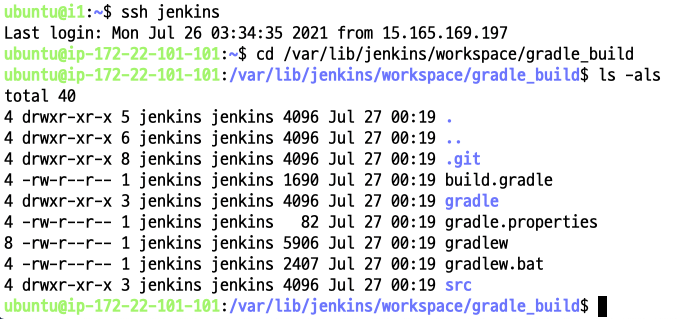 ubuntu@i1:~$ ssh jenkins
Last login: Mon Jul 26 03:34:35 2021 from 15.165.169.197
ubuntu@ip-172-22-101-101:~$ cd /var/lib/jenkins/workspace/gradle_build
ubuntu@ip-172-22-101-101:/var/lib/jenkins/workspace/gradle_build$ ls -als
total 40
4 drwxr-xr-x 5 jenkins jenkins 4096 Jul 27 00:19 .
4 drwxr-xr-x 6 jenkins jenkins 4096 Jul 27 00:19 ..
4 drwxr-xr-x 8 jenkins jenkins 4096 Jul 27 00:19 .git
4 -rw-r--r-- 1 jenkins jenkins 1690 Jul 27 00:19 build.gradle
4 drwxr-xr-x 3 jenkins jenkins 4096 Jul 27 00:19 gradle
4 -rw-r--r-- 1 jenkins jenkins   82 Jul 27 00:19 gradle.properties
8 -rw-r--r-- 1 jenkins jenkins 5906 Jul 27 00:19 gradlew
4 -rw-r--r-- 1 jenkins jenkins 2407 Jul 27 00:19 gradlew.bat
4 drwxr-xr-x 3 jenkins jenkins 4096 Jul 27 00:19 src
ubuntu@ip-172-22-101-101:/var/lib/jenkins/workspace/gradle_build$